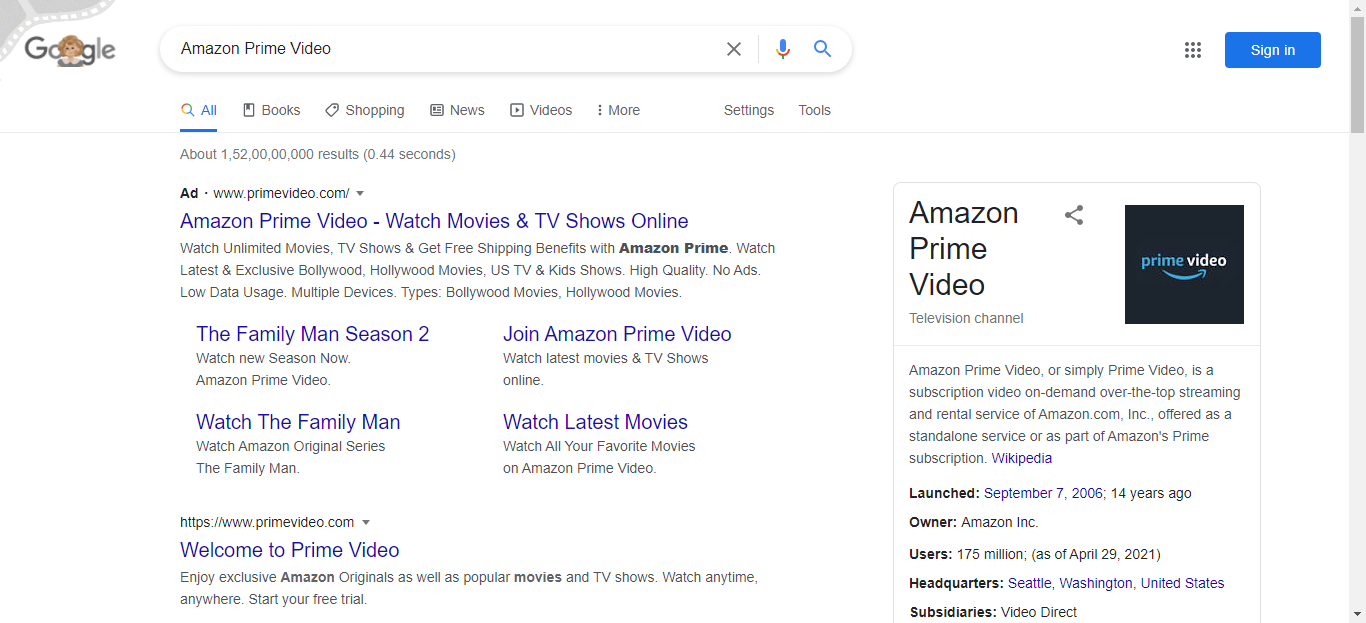 Google
Amazon Prime Video
Sign in
All
Books
Shopping
News
Videos
More
Settings
Tools
About 1,52,00,00,000 results (0.44 seconds)
Ad · www.primevideo.com/
Amazon Prime Video - Watch Movies & TV Shows Online
Watch Unlimited Movies, TV Shows & Get Free Shipping Benefits with Amazon Prime. Watch
Latest & Exclusive Bollywood, Hollywood Movies, US TV & Kids Shows. High Quality. No Ads.
Low Data Usage. Multiple Devices. Types: Bollywood Movies, Hollywood Movies.
The Family Man Season 2
Watch new Season Now.
Amazon Prime Video.
Join Amazon Prime Video
Watch latest movies & TV Shows
online.
Watch The Family Man
Watch Amazon Original Series
The Family Man.
Watch Latest Movies
Watch All Your Favorite Movies
on Amazon Prime Video.
https://www.primevideo.com
Welcome to Prime Video
Enjoy exclusive Amazon Originals as well as popular movies and TV shows. Watch anytime,
anywhere. Start your free trial.
Amazon
Prime
Video
Television channel
prime video
Amazon Prime Video, or simply Prime Video, is a
subscription video on-demand over-the-top streaming
and rental service of Amazon.com, Inc., offered as a
standalone service or as part of Amazon's Prime
subscription. Wikipedia
Launched: September 7, 2006; 14 years ago
Owner: Amazon Inc.
Users: 175 million; (as of April 29, 2021)
Headquarters: Seattle, Washington, United States
Subsidiaries: Video Direct